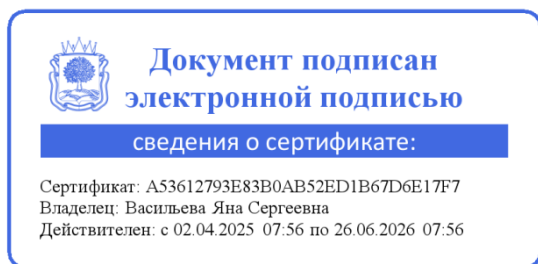 Документ подписан
электронной подписью
сведения о сертификате:
Сертификат: A53612793E83B0AB52ED1B67D6E17F7
Владелец: Васильева Яна Сергеевна
Действителен: с 02.04.2025 07:56 по 26.06.2026 07:56